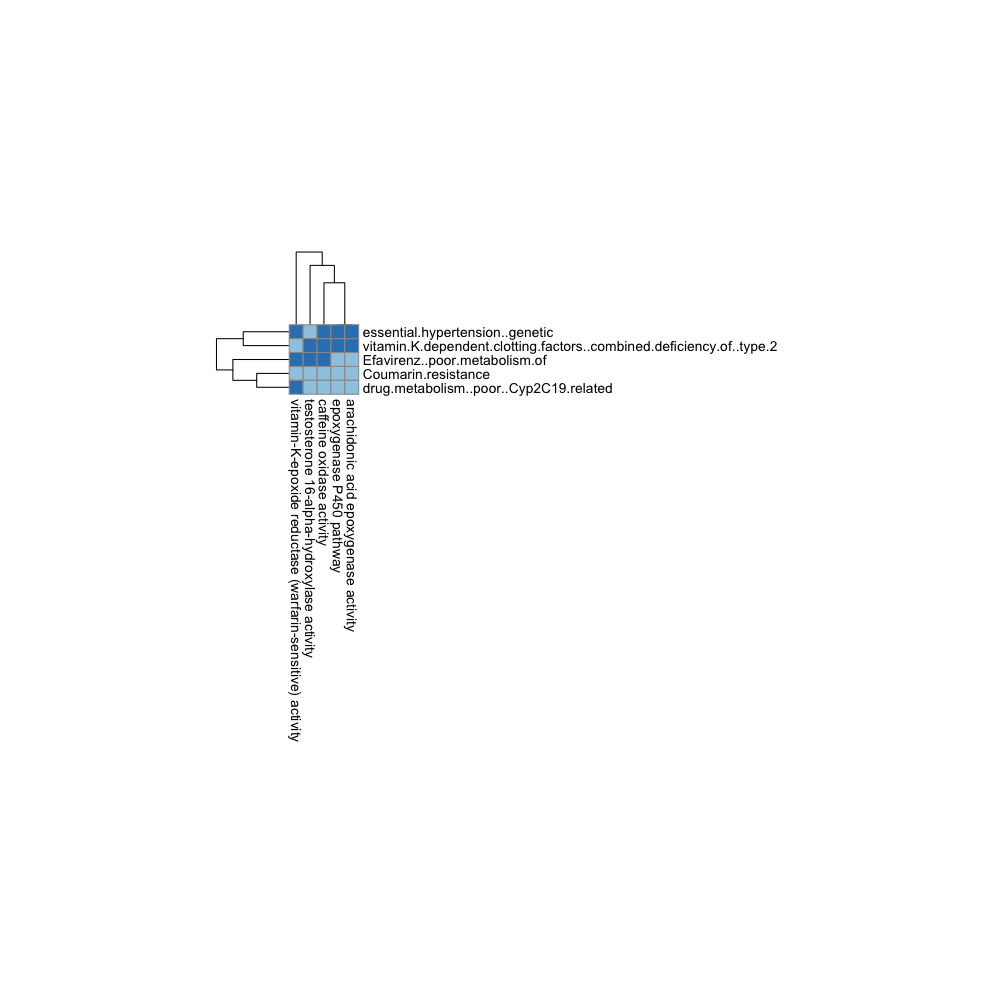 essential.hypertension..genetic
vitamin.K.dependent.clotting.factors..combined.deficiency.of..type.2
Efavirenz..poor.metabolism.of
Coumarin.resistance
drug.metabolism..poor..Cyp2C19.related
vitamin-K-epoxide reductase (warfarin-sensitive) activity
testosterone 16-alpha-hydroxylase activity
caffeine oxidase activity
epoxygenase P450 pathway
arachidonic acid epoxygenase activity